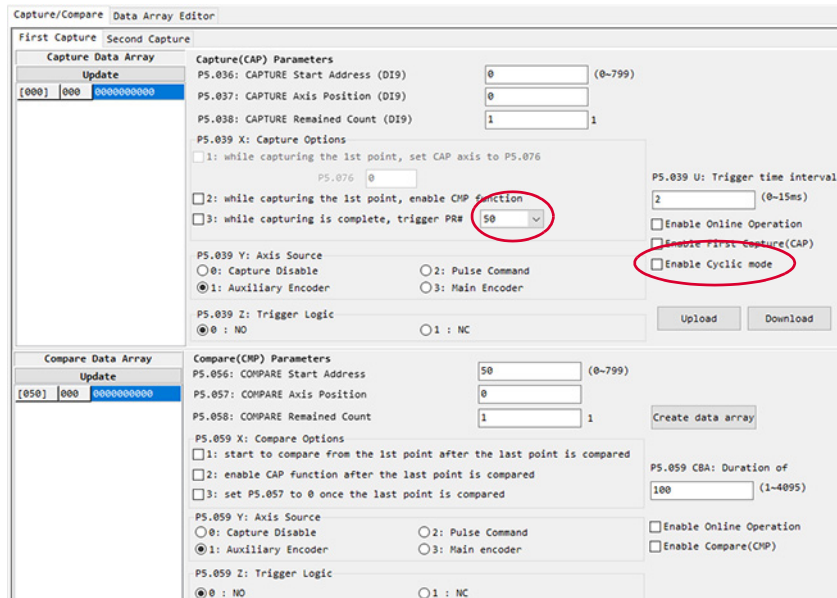 Capture/Compare Data Array Editor
First Capture Second Capture
Capture Data Array
Update
[000] 000 0000000000
Capture(CAP) Parameters
P5.036: CAPTURE Start Address (DI9) 0 (0~799)
P5.037: CAPTURE Axis Position (DI9) 0
P5.038: CAPTURE Remained Count (DI9) 1 1
P5.039 X: Capture Options
1: while capturing the 1st point, set CAP axis to P5.076
P5.076 0
2: while capturing the 1st point, enable CMP function
3: while capturing is complete, trigger PR# 50
P5.039 U: Trigger time interval
2 (0~15ms)
Enable Online Operation
Enable First Capture(CAP)
Enable Cyclic mode
P5.039 Y: Axis Source
0: Capture Disable 2: Pulse Command
1: Auxiliary Encoder 3: Main Encoder
P5.039 Z: Trigger Logic
0 : NO 1 : NC
Upload Download
Compare Data Array
Update
[050] 000 0000000000
Compare(CMP) Parameters
P5.056: COMPARE Start Address 50 (0~799)
P5.057: COMPARE Axis Position 0
P5.058: COMPARE Remained Count 1 1
Create data array
P5.059 X: Compare Options
1: start to compare from the 1st point after the last point is compared
2: enable CAP function after the last point is compared
3: set P5.057 to 0 once the last point is compared
P5.059 CBA: Duration of
100 (1~4095)
P5.059 Y: Axis Source
0: Capture Disable 2: Pulse Command
1: Auxiliary Encoder 3: Main encoder
Enable Online Operation
Enable Compare(CMP)
P5.059 Z: Trigger Logic
0 : NO 1 : NC